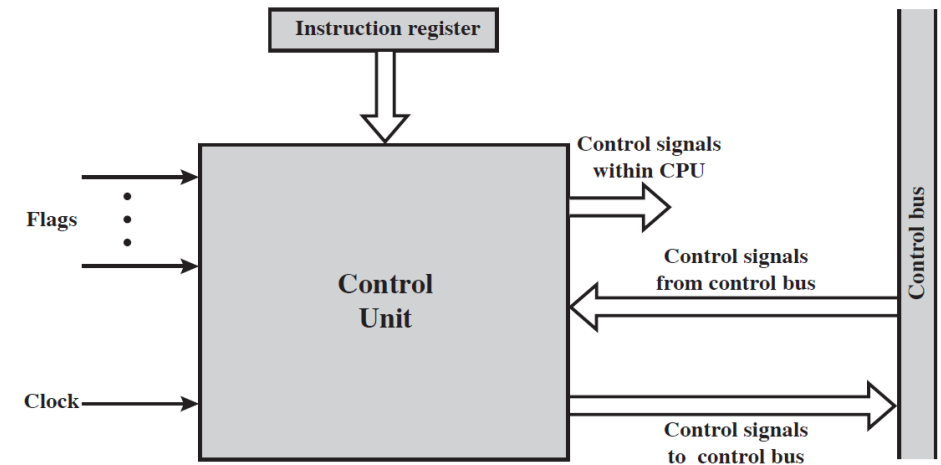 Instruction register
Control signals
within CPU
Flags
Control signals
from control bus
Control
Unit
Control bus
Clock
Control signals
to control bus